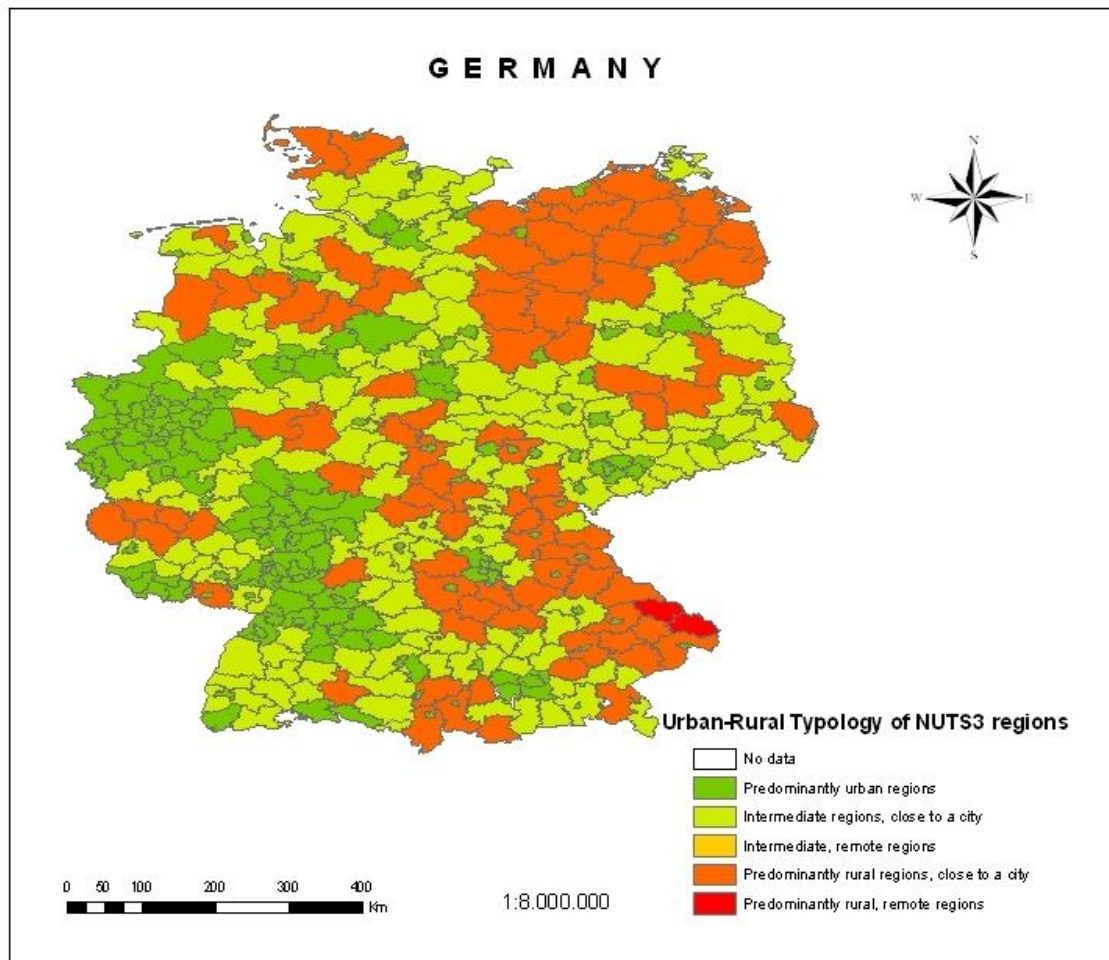 G E R M A N Y
N
W
E
S
Urban-Rural Typology of NUTS3 regions
No data
Predominantly urban regions
Intermediate regions, close to a city
Intermediate, remote regions
Predominantly rural regions, close to a city
Predominantly rural, remote regions
0 50 100 200 300 400
Km
1:8.000.000